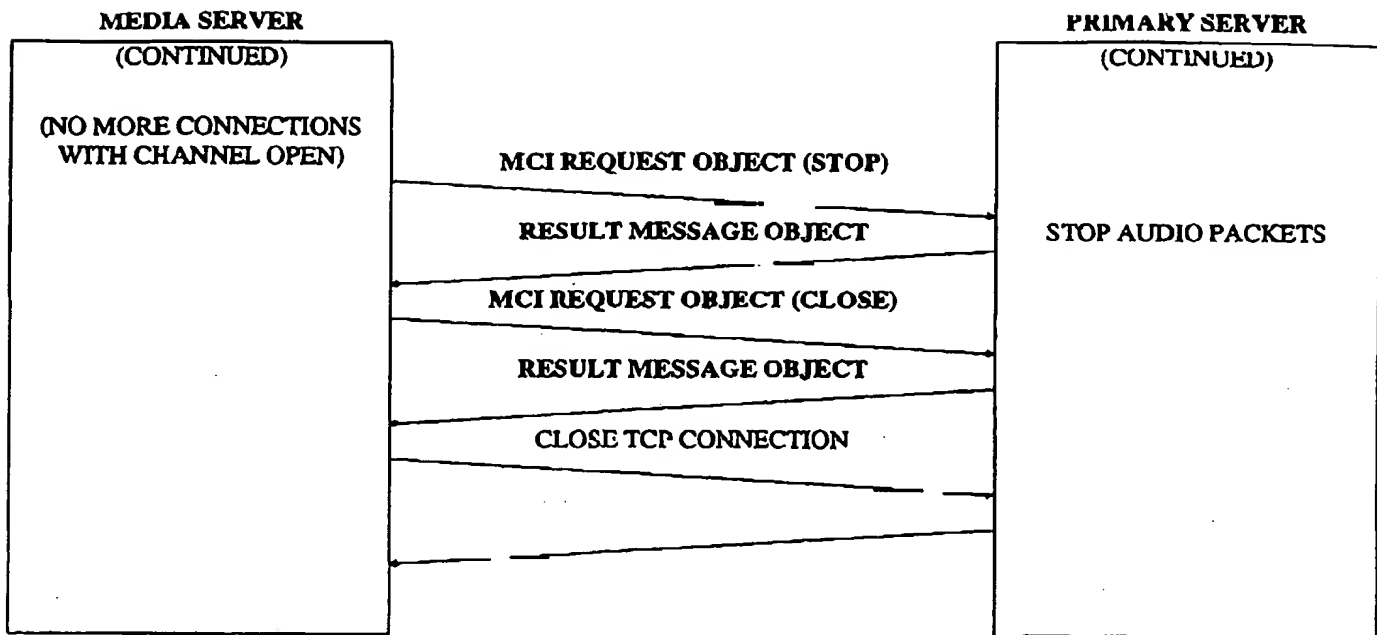 MEDIA SERVER
(CONTINUED)
(NO MORE CONNECTIONS
WITH CHANNEL OPEN)
PRIMARY SERVER
(CONTINUED)
MCI REQUEST OBJECT (STOP)
RESULT MESSAGE OBJECT
STOP AUDIO PACKETS
MCI REQUEST OBJECT (CLOSE)
RESULT MESSAGE OBJECT
CLOSE TCP CONNECTION